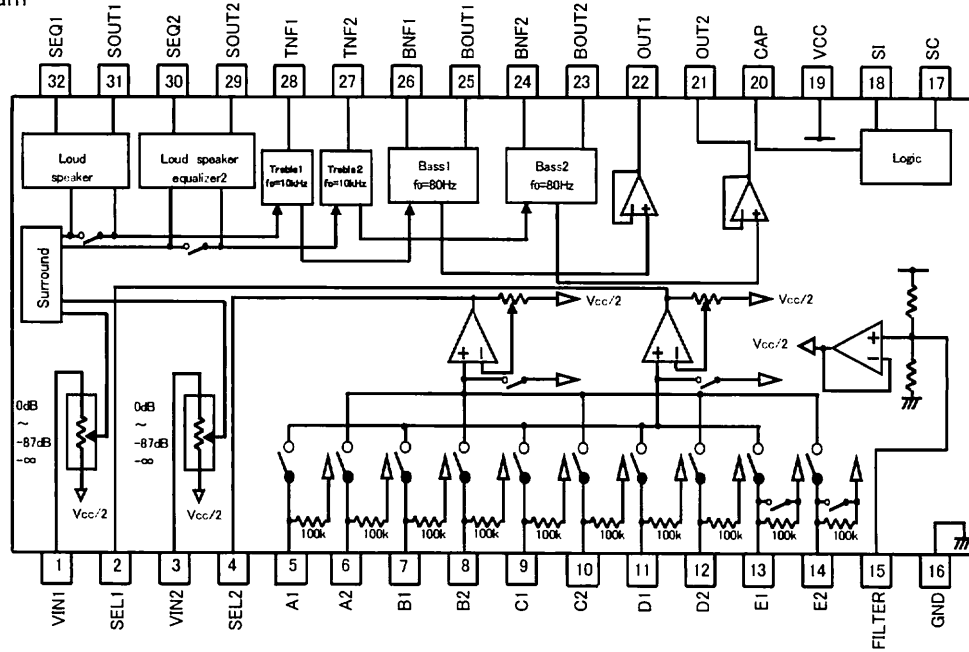 SEQ1
SOUT1
SEQ2
SOUT2
TNF1
TNF2
BNF1
BOUT1
BNF2
BOUT2
OUT1
OUT2
CAP
VCC
SI
SC
32
31
30
29
28
27
26
25
24
23
22
21
20
19
18
17
Loud
speaker
Loud speaker
equalizer2
Treble1
fo=10kHz
Treble2
fo=10kHz
Bass1
fo=80Hz
Bass2
fo=80Hz
Logic
Surround
Vcc/2
Vcc/2
Vcc/2
0dB
~
-87dB
-∞
Vcc/2
0dB
~
-87dB
-∞
Vcc/2
100k
100k
100k
100k
100k
100k
100k
100k
100k
100k
1
2
3
4
5
6
7
8
9
10
11
12
13
14
15
16
VIN1
SEL1
VIN2
SEL2
A1
A2
B1
B2
C1
C2
D1
D2
E1
E2
FILTER
GND